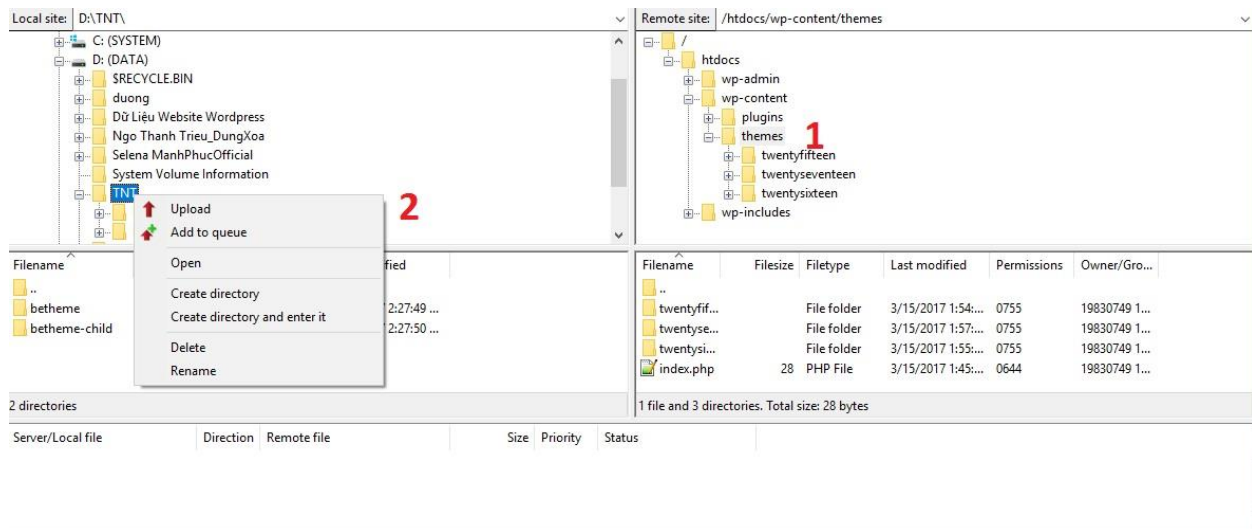 Local site: D:\TNT\
C: (SYSTEM)
D: (DATA)
$RECYCLE.BIN
duong
Dữ Liệu Website Wordpress
Ngo Thanh Trieu_DungXoa
Selena ManhPhucOfficial
System Volume Information
TNT
2
Upload
Add to queue
Open
Create directory
Create directory and enter it
Delete
Rename
Filename fied
..
betheme 2:27:49 ...
betheme-child 2:27:50 ...
2 directories
Remote site: /htdocs/wp-content/themes
/
htdocs
wp-admin
wp-content
plugins
themes 1
twentyfifteen
twentyseventeen
twentysixteen
wp-includes
Filename Filesize Filetype Last modified Permissions Owner/Gro...
..
twentyfif... File folder 3/15/2017 1:54:... 0755 19830749 1...
twentyse... File folder 3/15/2017 1:57:... 0755 19830749 1...
twentysi... File folder 3/15/2017 1:55:... 0755 19830749 1...
index.php 28 PHP File 3/15/2017 1:45:... 0644 19830749 1...
1 file and 3 directories. Total size: 28 bytes
Server/Local file Direction Remote file Size Priority Status